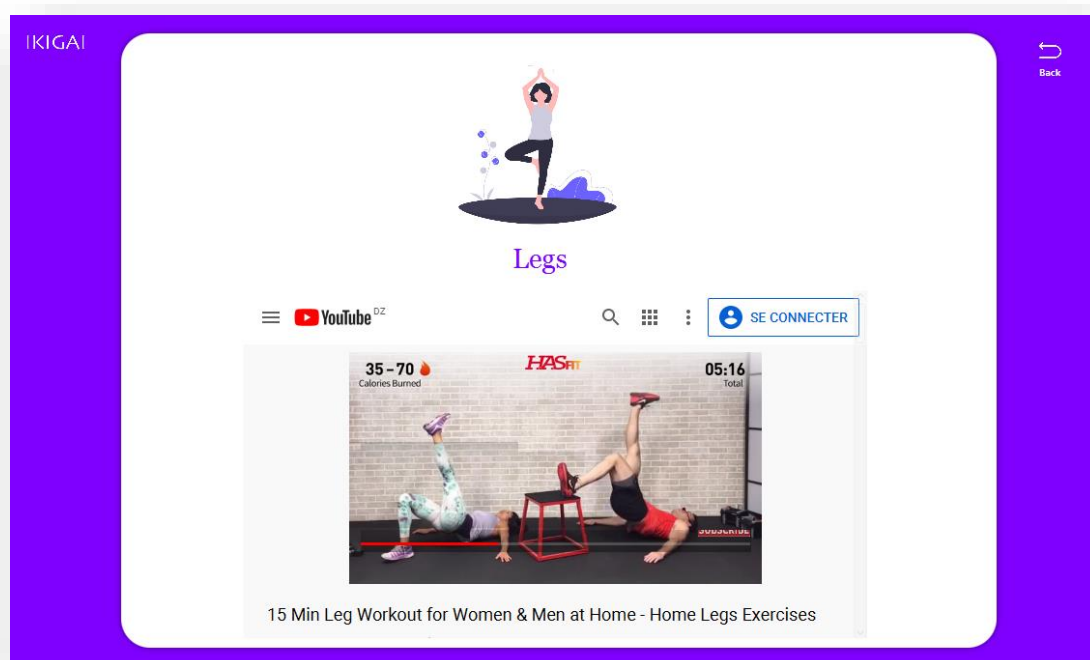 IKIGAI
Back
Legs
YouTube DZ
SE CONNECTER
35 - 70
Calories Burned
HASFIT
05:16
Total
SUBSCRIBE
15 Min Leg Workout for Women & Men at Home - Home Legs Exercises